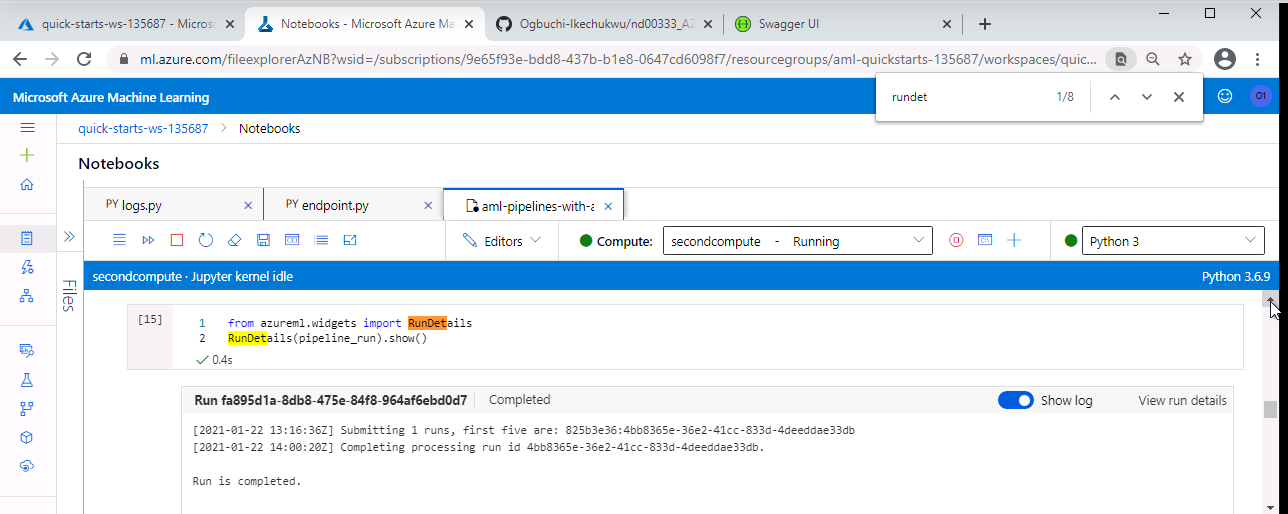 quick-starts-ws-135687 - Microso
Notebooks - Microsoft Azure Ma
Ogbuchi-Ikechukwu/nd00333_AZ
Swagger UI
ml.azure.com/fileexplorerAzNB?wsid=/subscriptions/9e65f93e-bdd8-437b-b1e8-0647cd6098f7/resourcegroups/aml-quickstarts-135687/workspaces/quic...
Microsoft Azure Machine Learning
rundet 1/8
O1
quick-starts-ws-135687 > Notebooks
Notebooks
PY logs.py
PY endpoint.py
aml-pipelines-with-a
Editors
Compute:
secondcompute - Running
Python 3
Files
secondcompute · Jupyter kernel idle
Python 3.6.9
[15]
1 from azureml.widgets import RunDetails
2 RunDetails(pipeline_run).show()
0.4s
Run fa895d1a-8db8-475e-84f8-964af6ebd0d7 Completed
Show log
View run details
[2021-01-22 13:16:36Z] Submitting 1 runs, first five are: 825b3e36:4bb8365e-36e2-41cc-833d-4deeddae33db
[2021-01-22 14:00:20Z] Completing processing run id 4bb8365e-36e2-41cc-833d-4deeddae33db.
Run is completed.